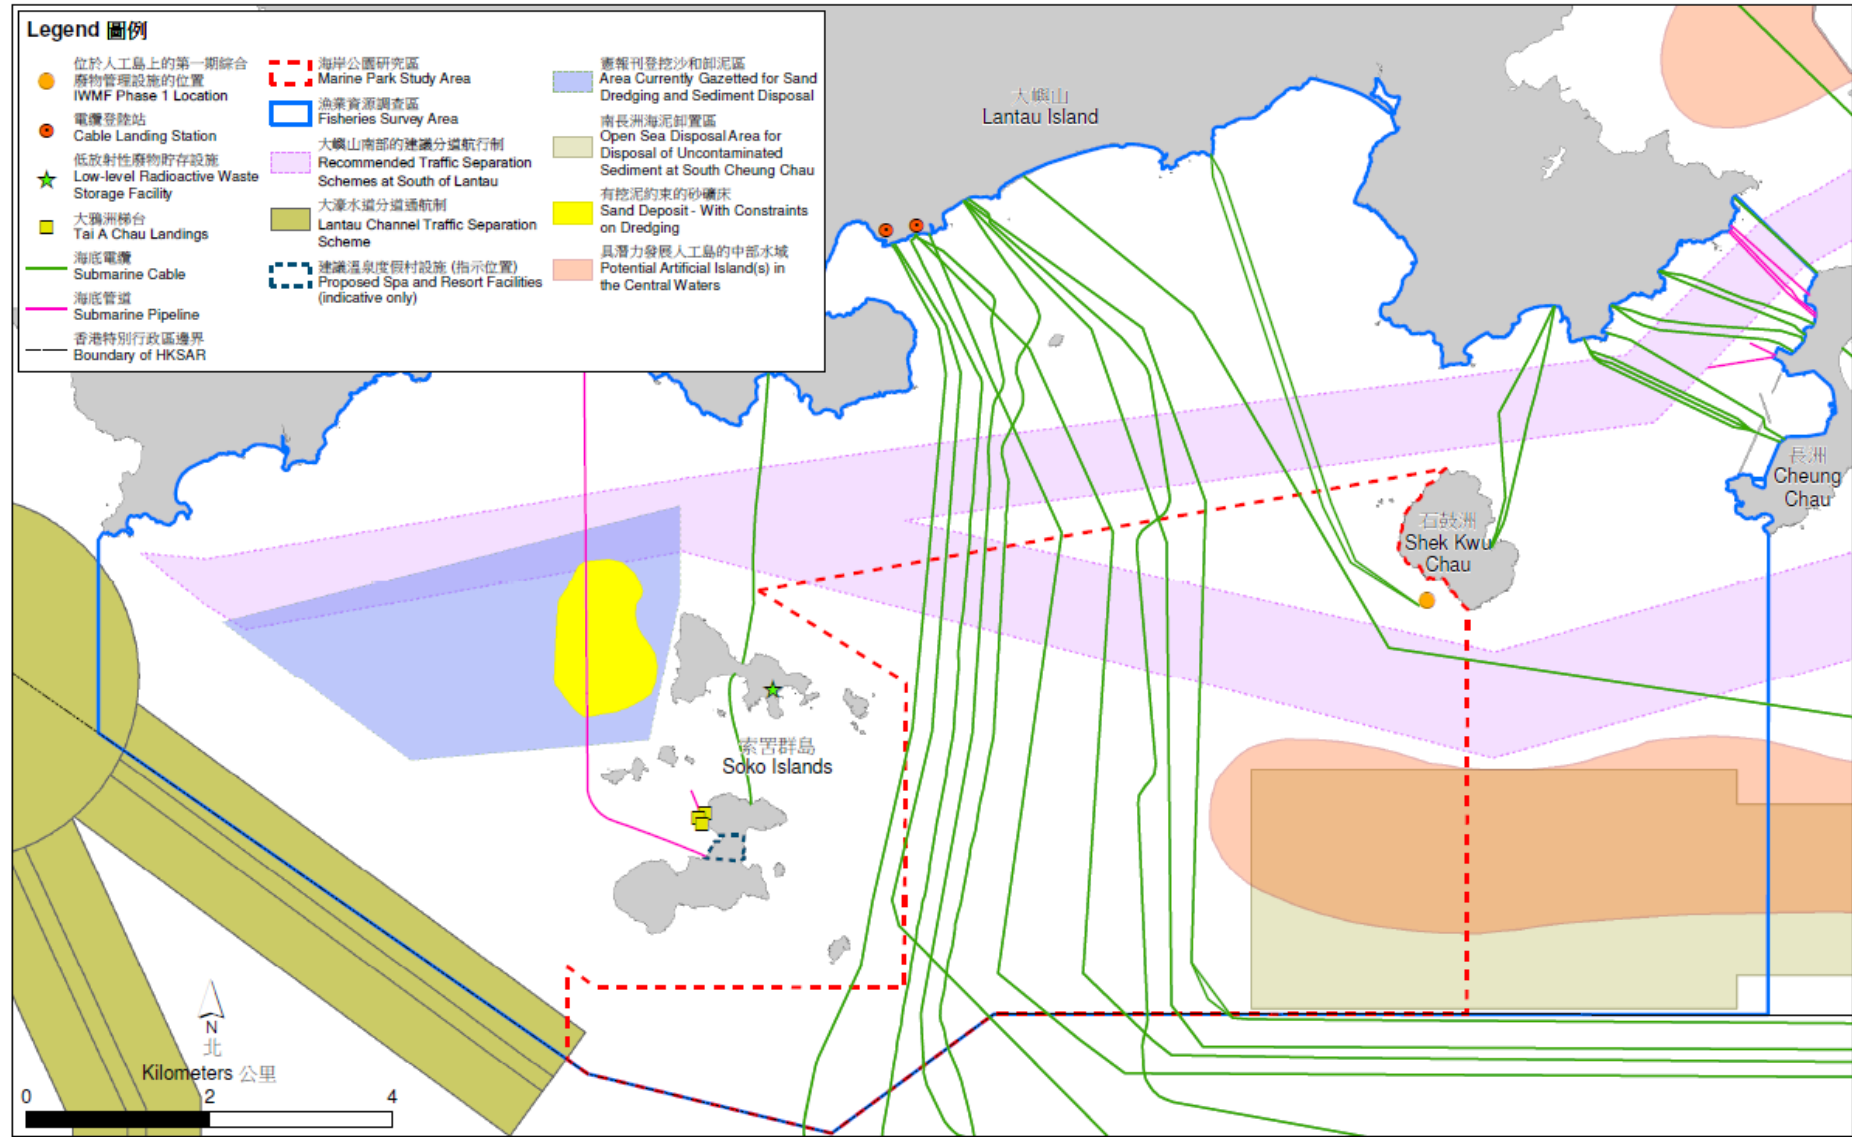 Legend 圖例
位於人工島上的第一期綜合
廢物管理設施的位置
IWMF Phase 1 Location
電纜登陸站
Cable Landing Station
低放射性廢物貯存設施
Low-level Radioactive Waste
Storage Facility
大鴉洲梯台
Tai A Chau Landings
海底電纜
Submarine Cable
海底管道
Submarine Pipeline
香港特別行政區邊界
Boundary of HKSAR
海岸公園研究區
Marine Park Study Area
漁業資源調查區
Fisheries Survey Area
大嶼山南部的建議分道航行制
Recommended Traffic Separation
Schemes at South of Lantau
大濠水道分道通航制
Lantau Channel Traffic Separation
Scheme
建議溫泉度假村設施 (指示位置)
Proposed Spa and Resort Facilities
(indicative only)
憲報刊登挖沙和卸泥區
Area Currently Gazetted for Sand
Dredging and Sediment Disposal
南長洲海泥卸置區
Open Sea Disposal Area for
Disposal of Uncontaminated
Sediment at South Cheung Chau
有挖泥約束的砂礦床
Sand Deposit - With Constraints
on Dredging
具潛力發展人工島的中部水域
Potential Artificial Island(s) in
the Central Waters
大嶼山
Lantau Island
長洲
Cheung
Chau
石鼓洲
Shek Kwu
Chau
索罟群島
Soko Islands
N
北
Kilometers 公里
0 2 4